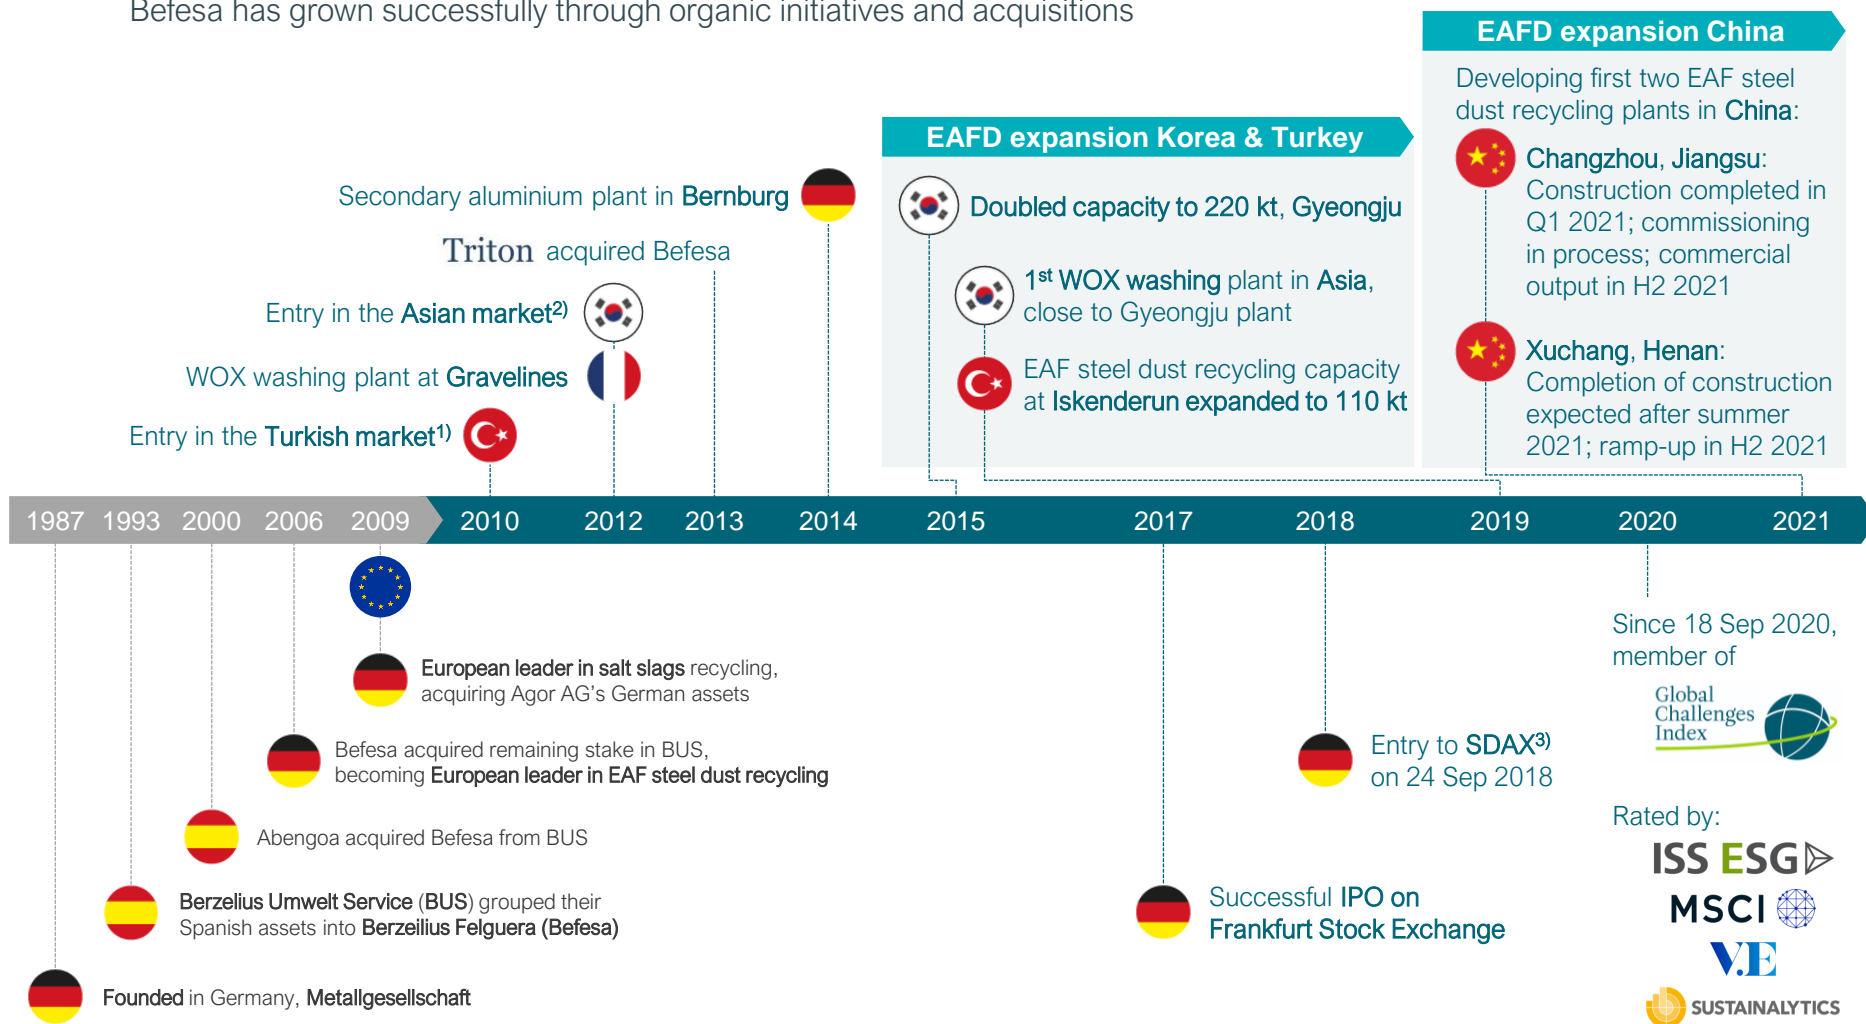 Befesa has grown successfully through organic initiatives and acquisitions
EAFD expansion China
Developing first two EAF steel
dust recycling plants in China:
Changzhou, Jiangsu:
Construction completed in
Q1 2021; commissioning
in process; commercial
output in H2 2021
Xuchang, Henan:
Completion of construction
expected after summer
2021; ramp-up in H2 2021
EAFD expansion Korea & Turkey
Doubled capacity to 220 kt, Gyeongju
1st WOX washing plant in Asia,
close to Gyeongju plant
EAF steel dust recycling capacity
at Iskenderun expanded to 110 kt
Secondary aluminium plant in Bernburg
Triton acquired Befesa
Entry in the Asian market2)
WOX washing plant at Gravelines
Entry in the Turkish market1)
1987 1993 2000 2006 2009 2010 2012 2013 2014 2015 2017 2018 2019 2020 2021
European leader in salt slags recycling,
acquiring Agor AG's German assets
Befesa acquired remaining stake in BUS,
becoming European leader in EAF steel dust recycling
Abengoa acquired Befesa from BUS
Berzelius Umwelt Service (BUS) grouped their
Spanish assets into Berzeilius Felguera (Befesa)
Founded in Germany, Metallgesellschaft
Successful IPO on
Frankfurt Stock Exchange
Entry to SDAX3)
on 24 Sep 2018
Since 18 Sep 2020,
member of
Global
Challenges
Index
Rated by:
ISS ESG
MSCI
V.E
SUSTAINALYTICS